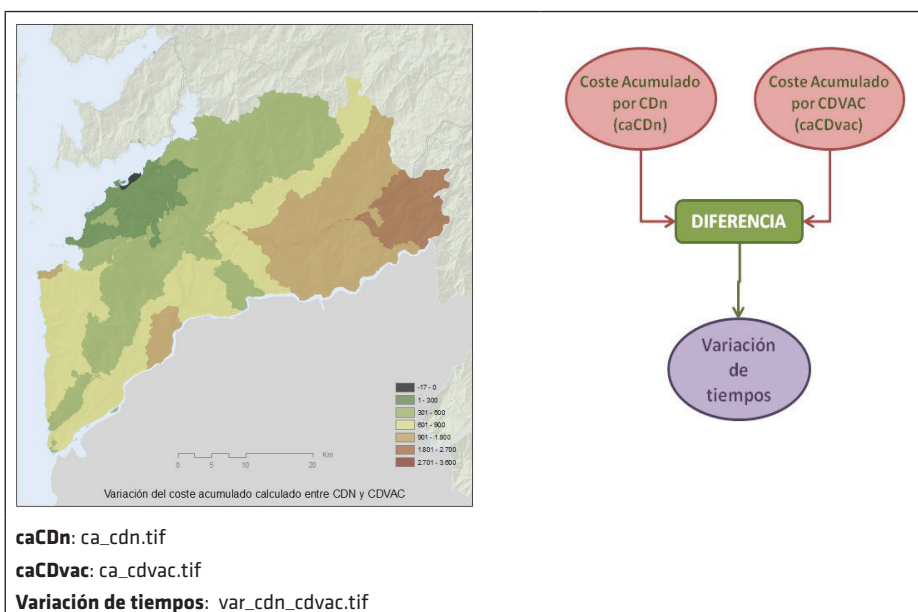 Coste Acumulado
por CDn
(caCDn)
Coste Acumulado
por CDVAC
(caCDvac)
DIFERENCIA
Variación
de
tiempos
-17 - 0
1 - 300
301 - 600
601 - 900
901 - 1.800
1.801 - 2.700
2.701 - 3.600
Km
0 5 10 20
Variación del coste acumulado calculado entre CDN y CDVAC
caCDn: ca_cdn.tif
caCDvac: ca_cdvac.tif
Variación de tiempos: var_cdn_cdvac.tif